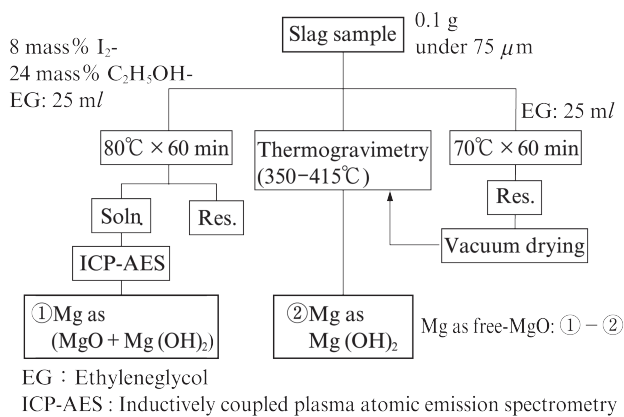 Slag sample
0.1 g
under 75 μm
8 mass% I₂-
24 mass% C₂H₅OH-
EG: 25 ml
EG: 25 ml
80℃ × 60 min
Thermogravimetry
(350-415℃)
70℃ × 60 min
Soln.
Res.
Res.
ICP-AES
Vacuum drying
①Mg as
(MgO + Mg (OH)₂)
②Mg as
Mg (OH)₂
Mg as free-MgO: ① - ②
EG : Ethyleneglycol
ICP-AES : Inductively coupled plasma atomic emission spectrometry